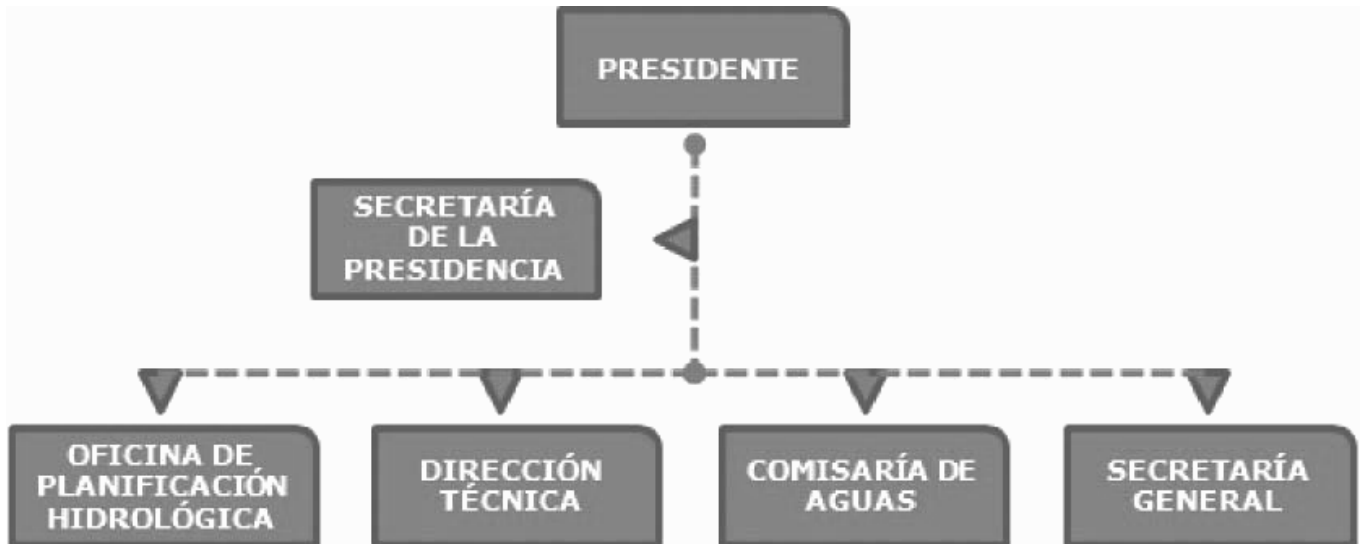 PRESIDENTE
SECRETARÍA
DE LA
PRESIDENCIA
OFICINA DE
PLANIFICACIÓN
HIDROLÓGICA
DIRECCIÓN
TÉCNICA
COMISARÍA DE
AGUAS
SECRETARÍA
GENERAL